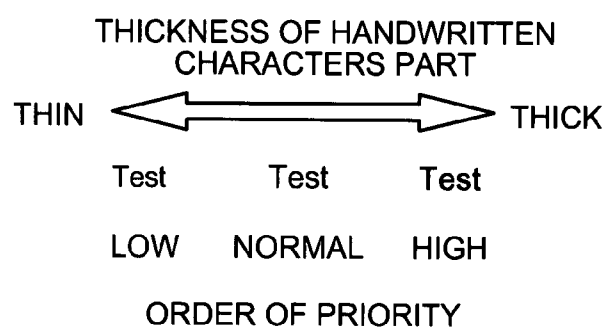 THICKNESS OF HANDWRITTEN
CHARACTERS PART
THIN THICK
Test Test Test
LOW NORMAL HIGH
ORDER OF PRIORITY